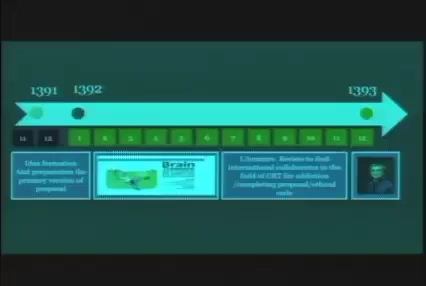 1391 1392 1393
11 12 1 2 3 4 5 6 7 8 9 10 11 12
Idea formation
and preparation the
primary version of
proposal
Brain
Literature Review to find
international collaborator in the
field of CRT for addiction
/completing proposal/ethical
code